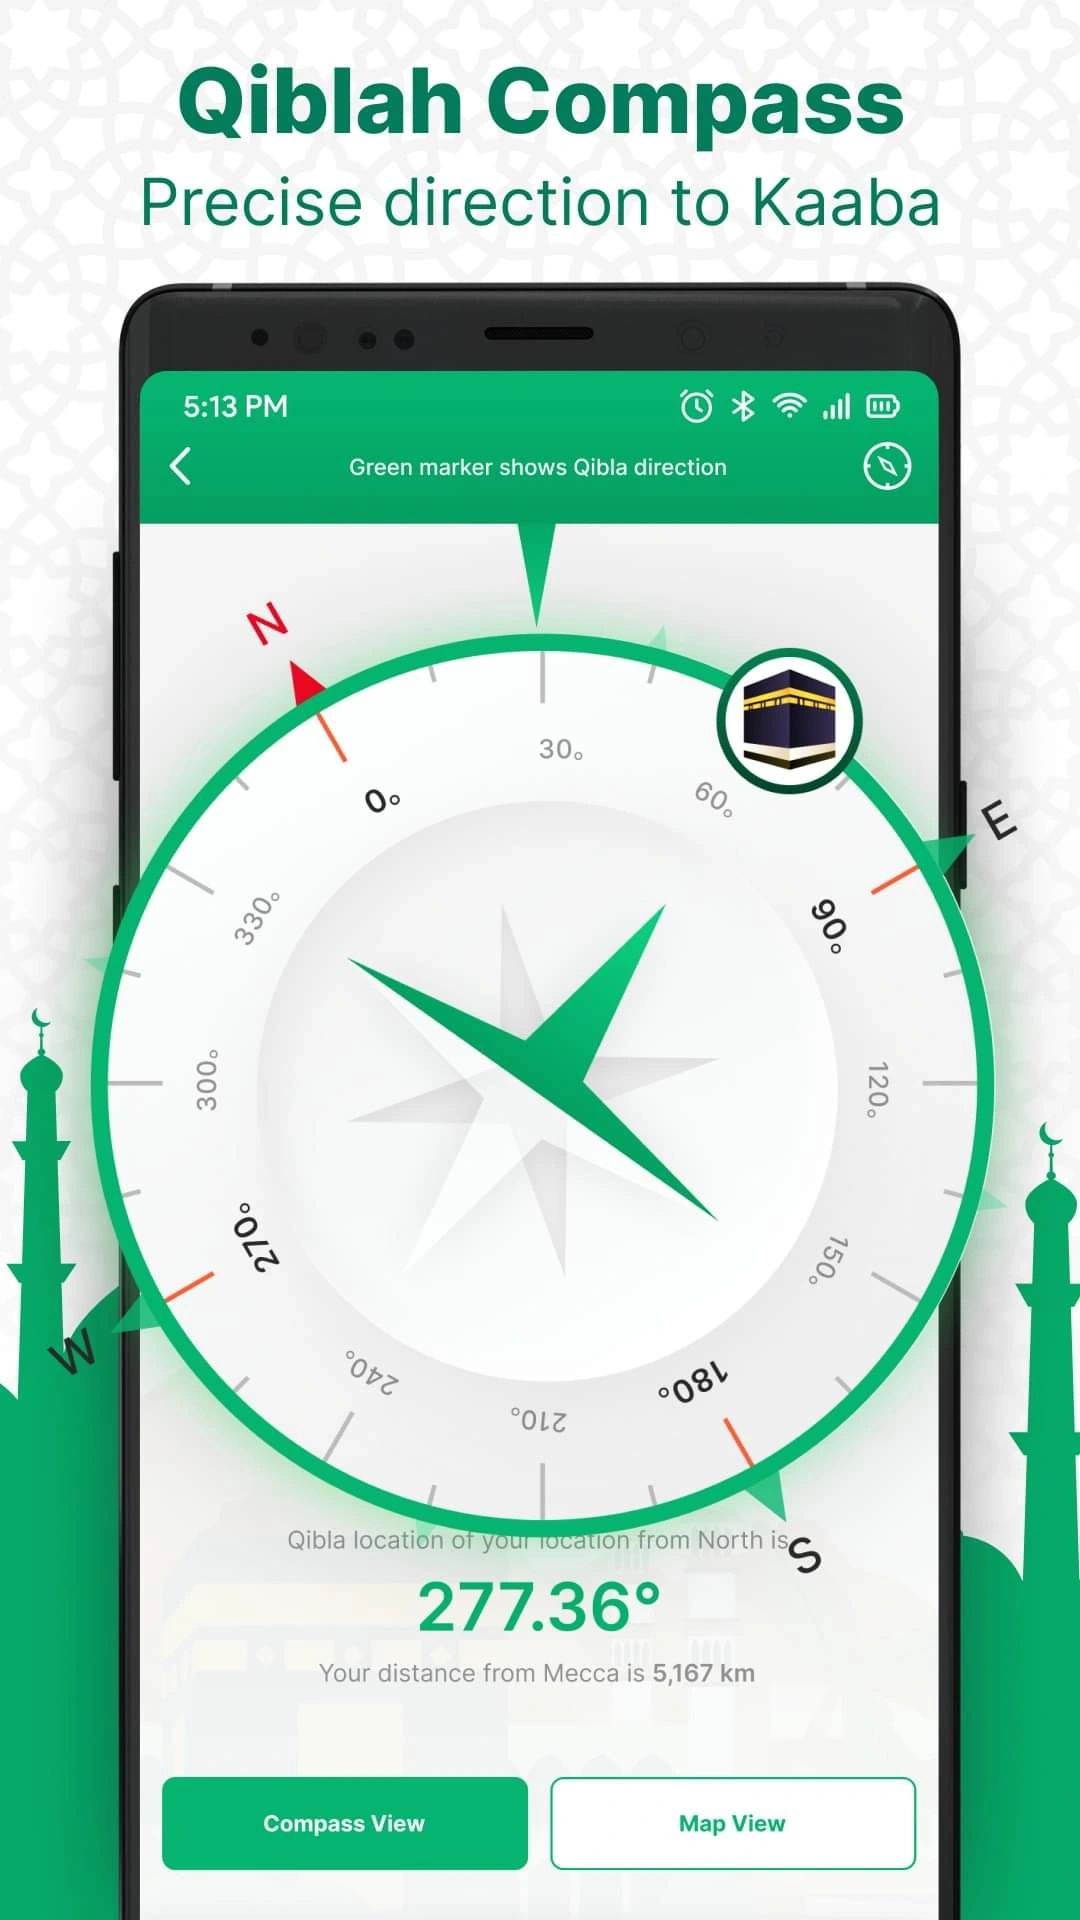 Qiblah Compass
Precise direction to Kaaba
5:13 PM
Green marker shows Qibla direction
N
E
S
W
0°
30°
60°
90°
120°
150°
180°
210°
240°
270°
300°
330°
Qibla location of your location from North is
277.36°
Your distance from Mecca is 5,167 km
Compass View
Map View